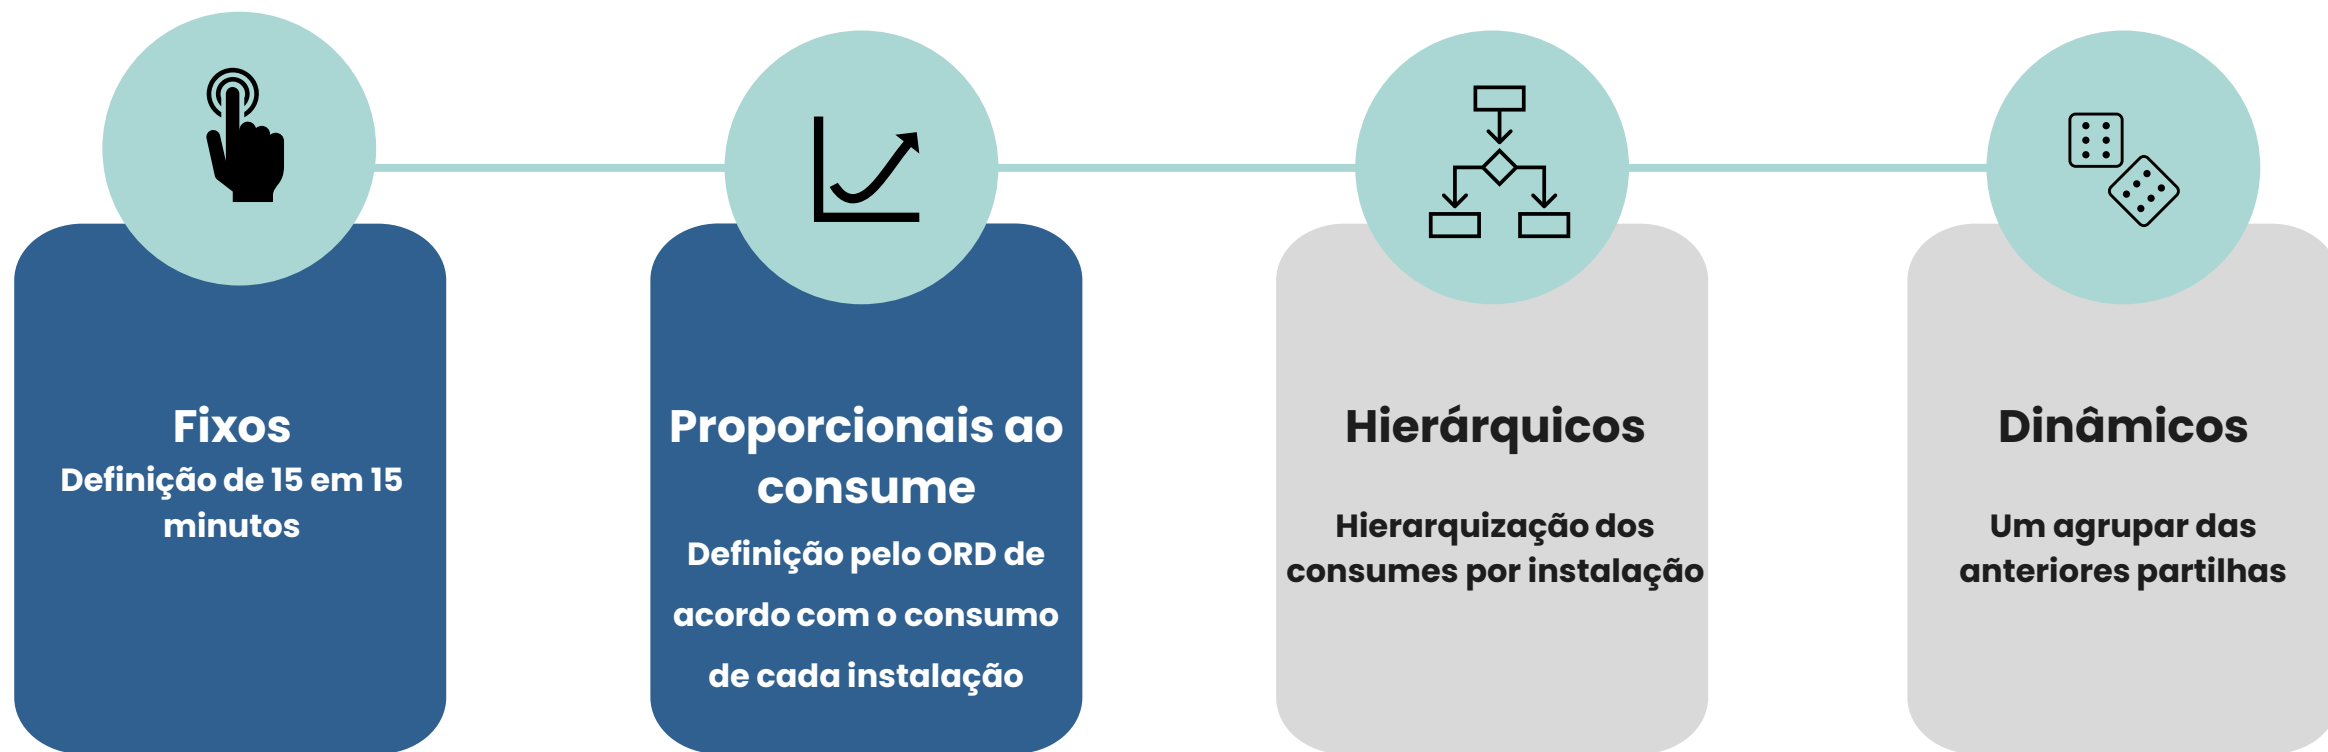 Fixos
Definição de 15 em 15
minutos
Proporcionais ao
consume
Definição pelo ORD de
acordo com o consumo
de cada instalação
Hierárquicos
Hierarquização dos
consumes por instalação
Dinâmicos
Um agrupar das
anteriores partilhas